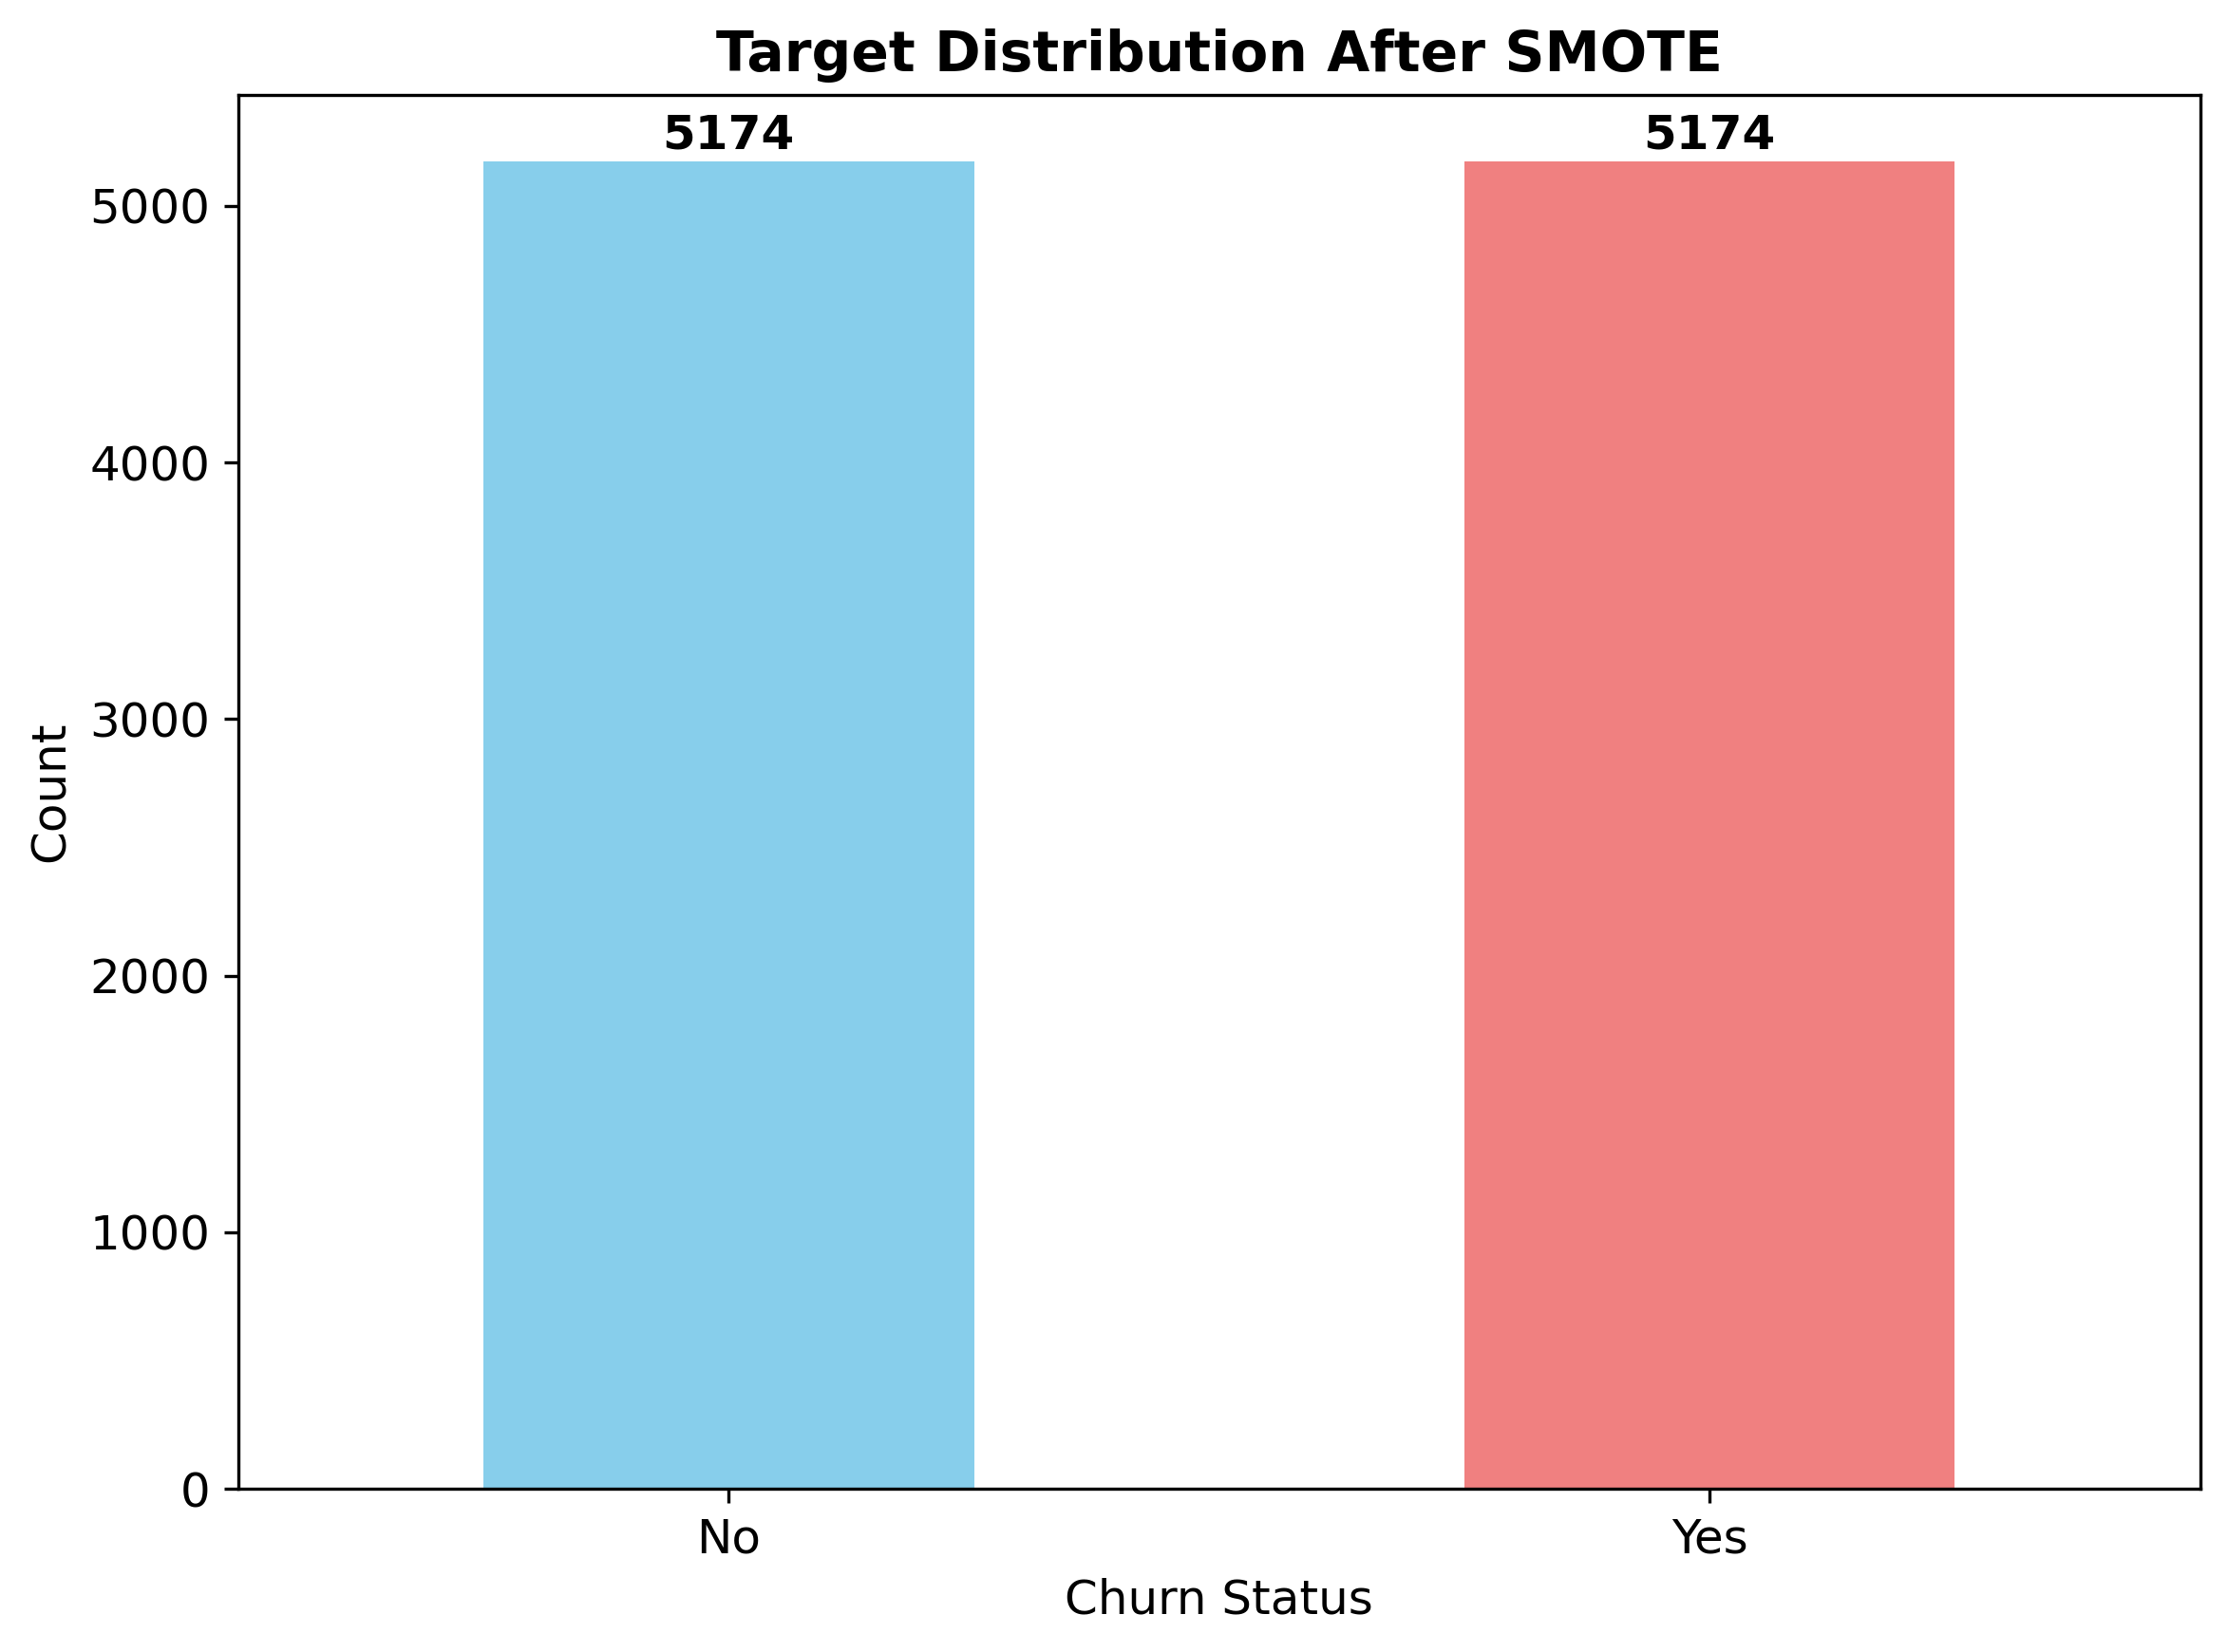 Target Distribution After SMOTE
5174
5174
5000
4000
3000
2000
1000
0
Count
No
Yes
Churn Status